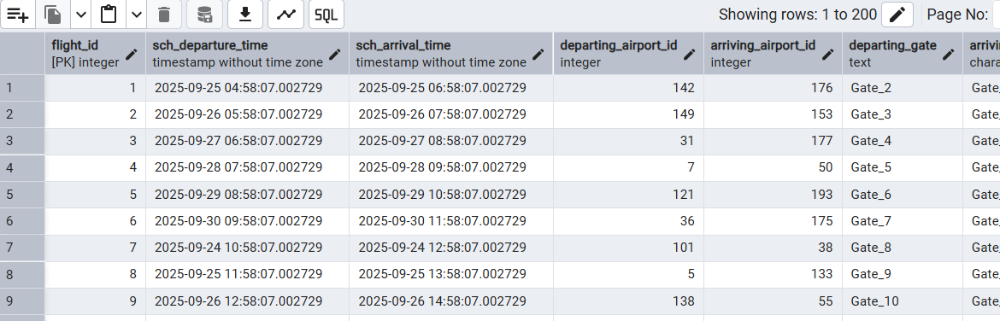 SQL Showing rows: 1 to 200 Page No:
flight_id sch_departure_time sch_arrival_time departing_airport_id arriving_airport_id departing_gate
[PK] integer timestamp without time zone timestamp without time zone integer integer text
1 1 2025-09-25 04:58:07.002729 2025-09-25 06:58:07.002729 142 176 Gate_2 Gate_
2 2 2025-09-26 05:58:07.002729 2025-09-26 07:58:07.002729 149 153 Gate_3 Gate_
3 3 2025-09-27 06:58:07.002729 2025-09-27 08:58:07.002729 31 177 Gate_4 Gate_
4 4 2025-09-28 07:58:07.002729 2025-09-28 09:58:07.002729 7 50 Gate_5 Gate_
5 5 2025-09-29 08:58:07.002729 2025-09-29 10:58:07.002729 121 193 Gate_6 Gate_
6 6 2025-09-30 09:58:07.002729 2025-09-30 11:58:07.002729 36 175 Gate_7 Gate_
7 7 2025-09-24 10:58:07.002729 2025-09-24 12:58:07.002729 101 38 Gate_8 Gate_
8 8 2025-09-25 11:58:07.002729 2025-09-25 13:58:07.002729 5 133 Gate_9 Gate_
9 9 2025-09-26 12:58:07.002729 2025-09-26 14:58:07.002729 138 55 Gate_10 Gate_